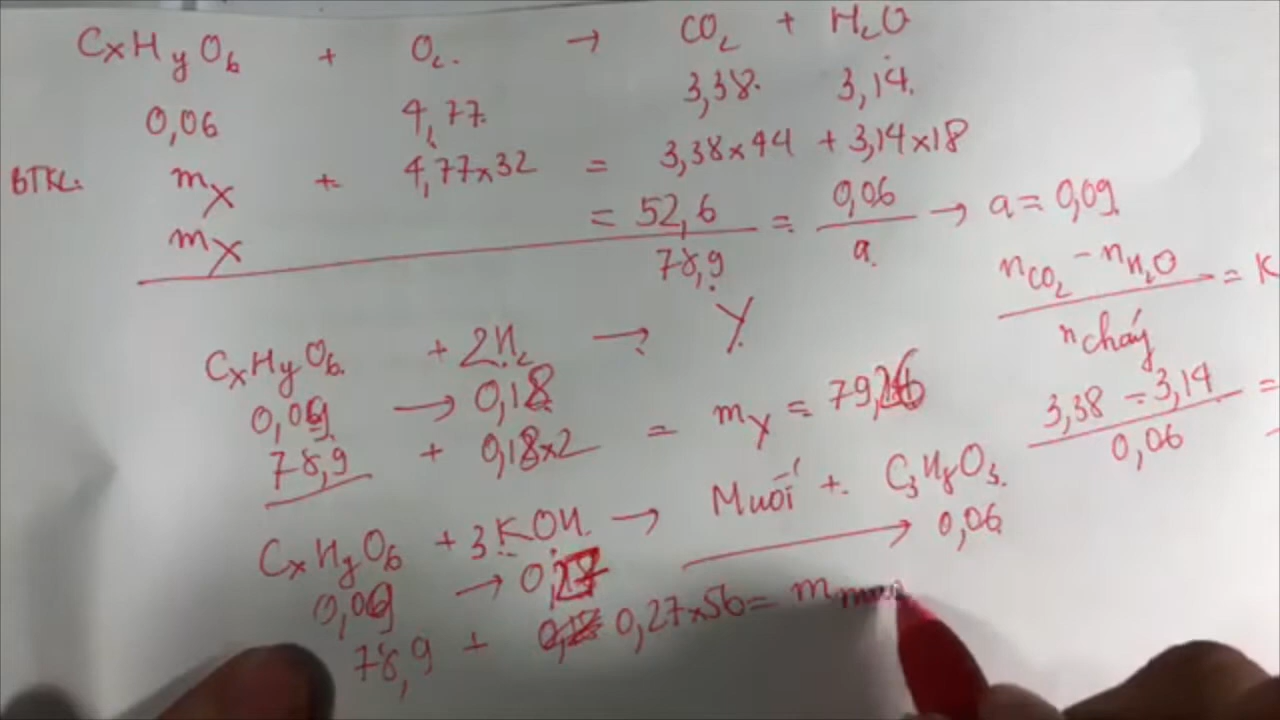 CxHyO6 + O2 → CO2 + H2O
0,06 4,77 3,38 3,14
BTKL: mX + 4,77x32 = 3,38x44 + 3,14x18
mX = 52,6
52,6 / 78,9 = 0,06 / a → a = 0,09
CxHyO6 + 2H2 → Y
0,09 → 0,18
78,9 + 0,18x2 = mY = 79,26
nCO2 - nH2O / n cháy = K
3,38 - 3,14 / 0,06 =
CxHyO6 + 3KOH → Muối + C3H8O3
0,09 → 0,27 → 0,06
78,9 + 0,27x56 = m